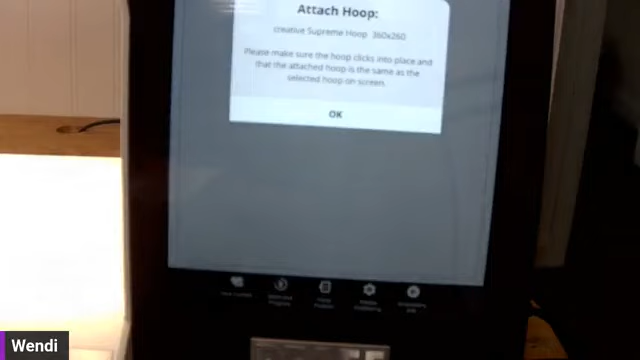 Attach Hoop:
creative Supreme Hoop 360x260
Please make sure the hoop clicks into place and
that the attached hoop is the same as the
selected hoop on screen.
OK
Wendi